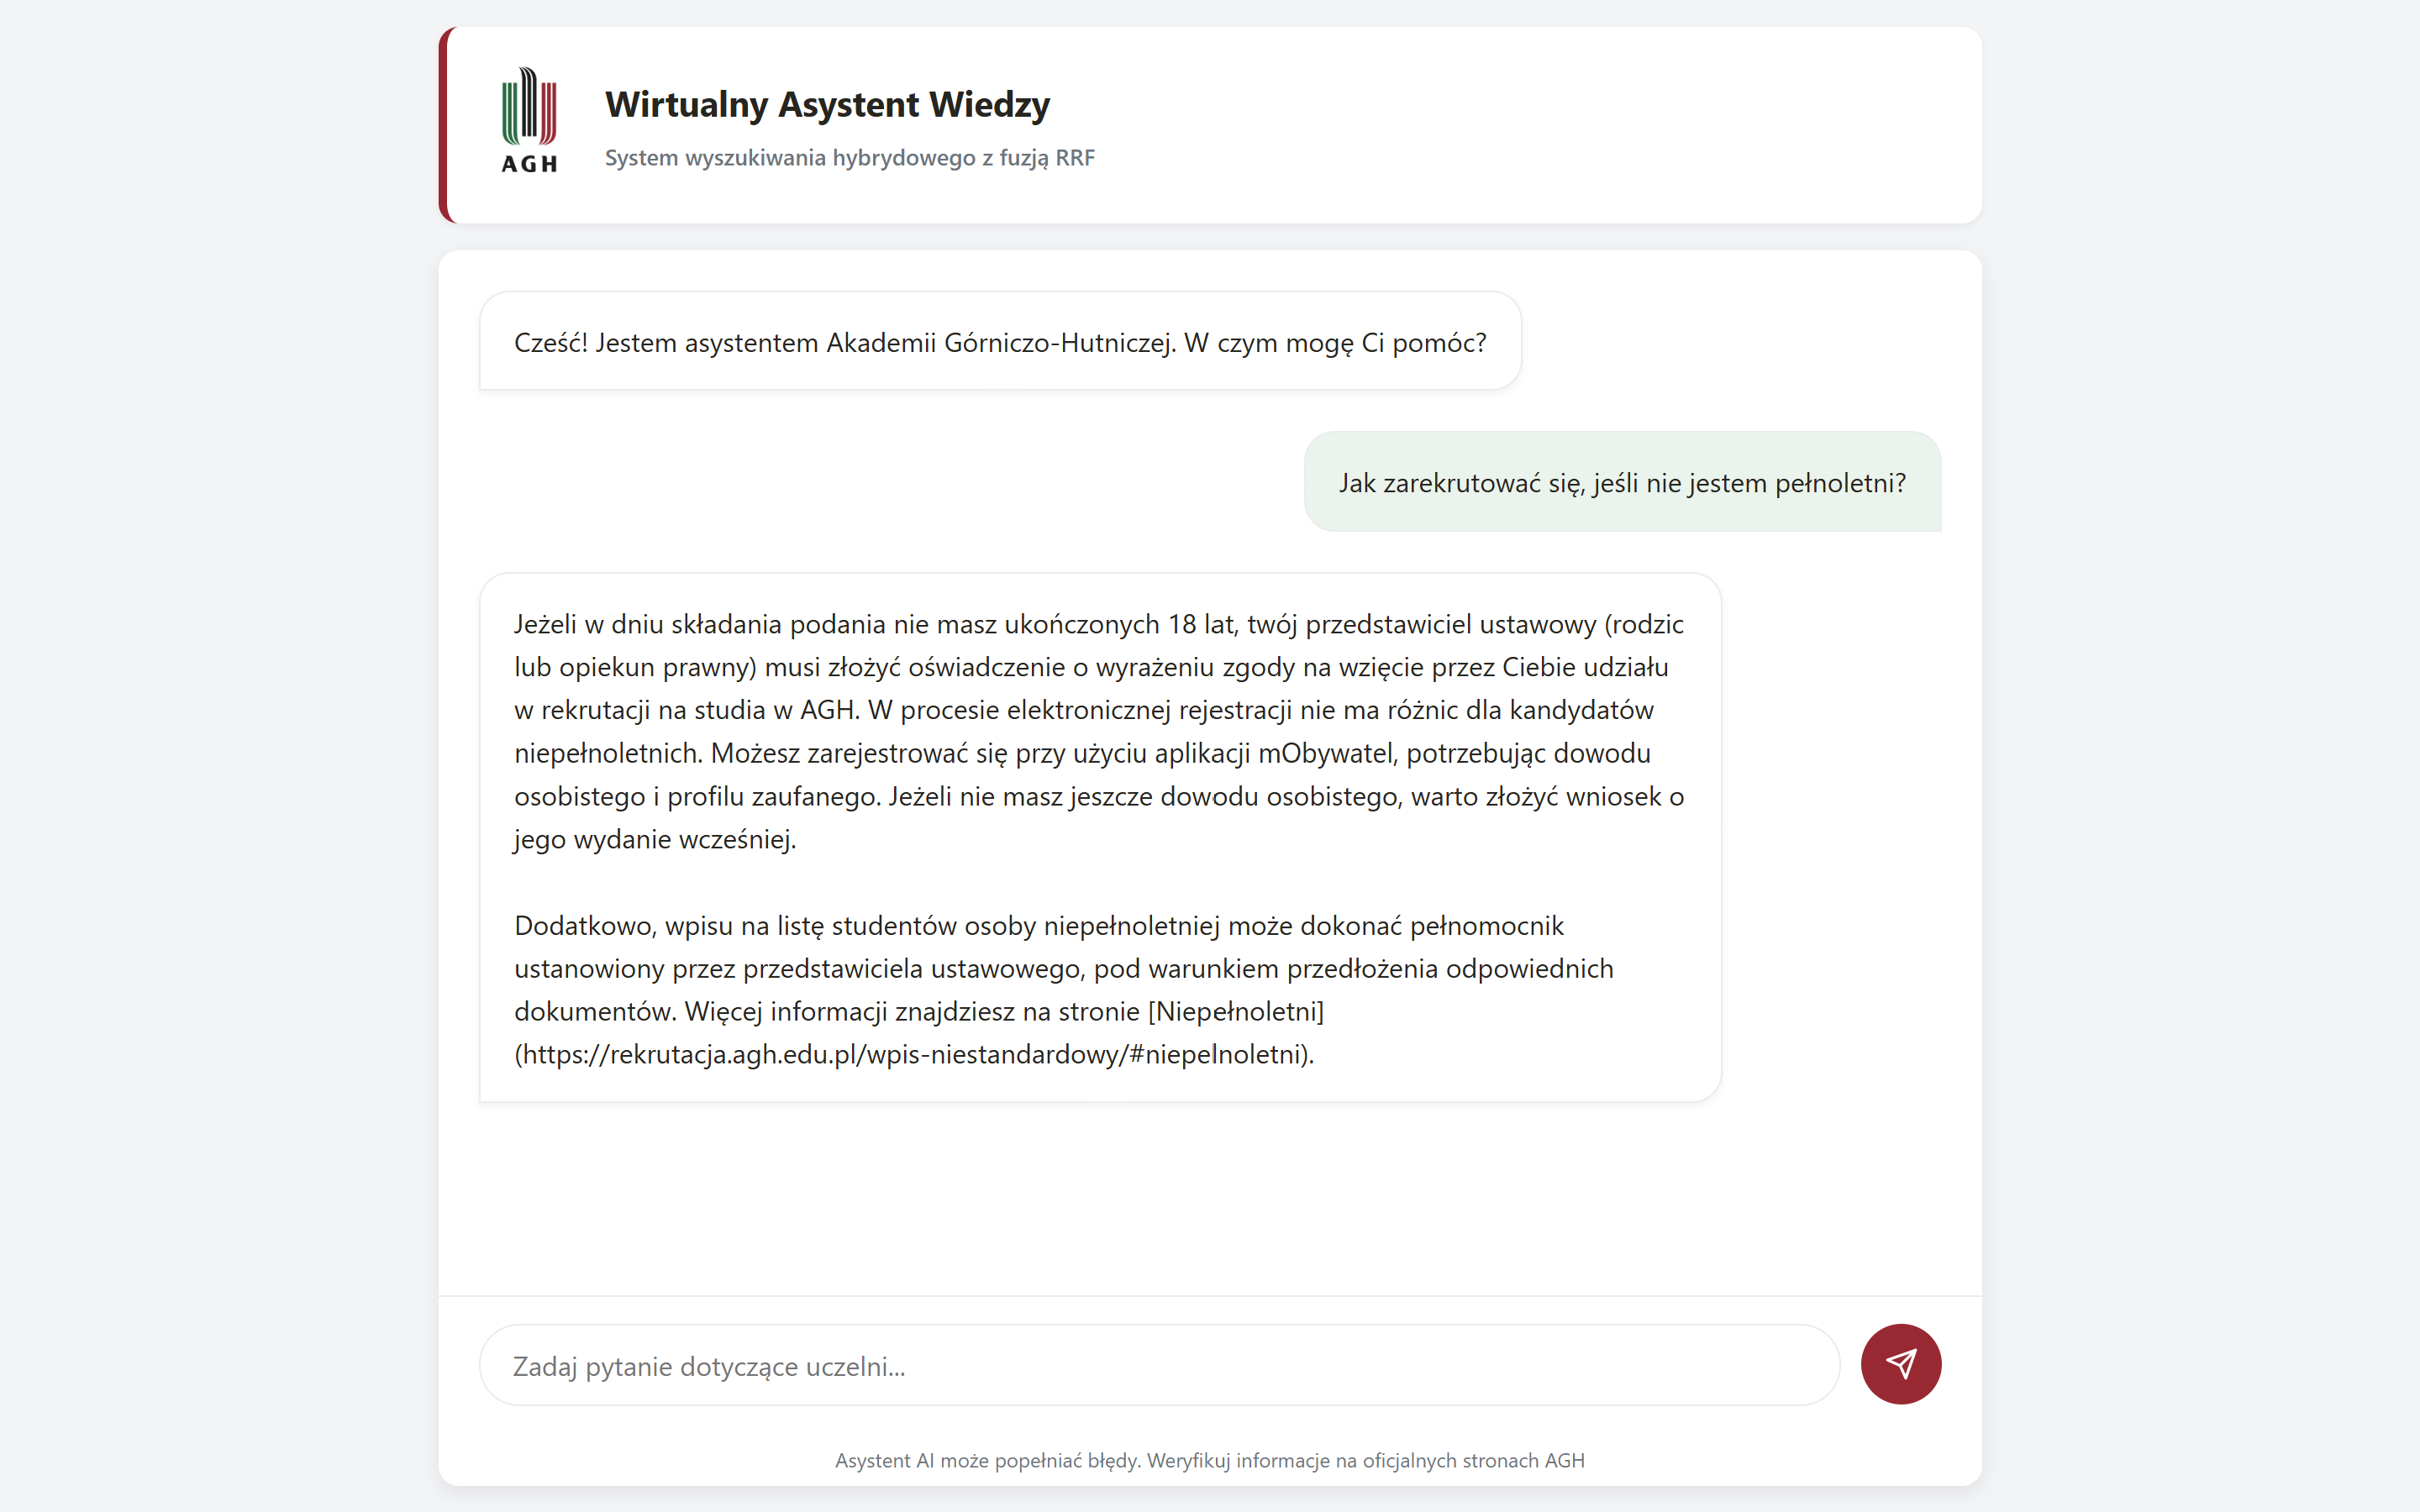 AGH
Wirtualny Asystent Wiedzy
System wyszukiwania hybrydowego z fuzją RRF
Cześć! Jestem asystentem Akademii Górniczo-Hutniczej. W czym mogę Ci pomóc?
Jak zarekrutować się, jeśli nie jestem pełnoletni?
Jeżeli w dniu składania podania nie masz ukończonych 18 lat, twój przedstawiciel ustawowy (rodzic
lub opiekun prawny) musi złożyć oświadczenie o wyrażeniu zgody na wzięcie przez Ciebie udziału
w rekrutacji na studia w AGH. W procesie elektronicznej rejestracji nie ma różnic dla kandydatów
niepełnoletnich. Możesz zarejestrować się przy użyciu aplikacji mObywatel, potrzebując dowodu
osobistego i profilu zaufanego. Jeżeli nie masz jeszcze dowodu osobistego, warto złożyć wniosek o
jego wydanie wcześniej.
Dodatkowo, wpisu na listę studentów osoby niepełnoletniej może dokonać pełnomocnik
ustanowiony przez przedstawiciela ustawowego, pod warunkiem przedłożenia odpowiednich
dokumentów. Więcej informacji znajdziesz na stronie [Niepełnoletni]
(https://rekrutacja.agh.edu.pl/wpis-niestandardowy/#niepelnoletni).
Zadaj pytanie dotyczące uczelni...
Asystent AI może popełniać błędy. Weryfikuj informacje na oficjalnych stronach AGH